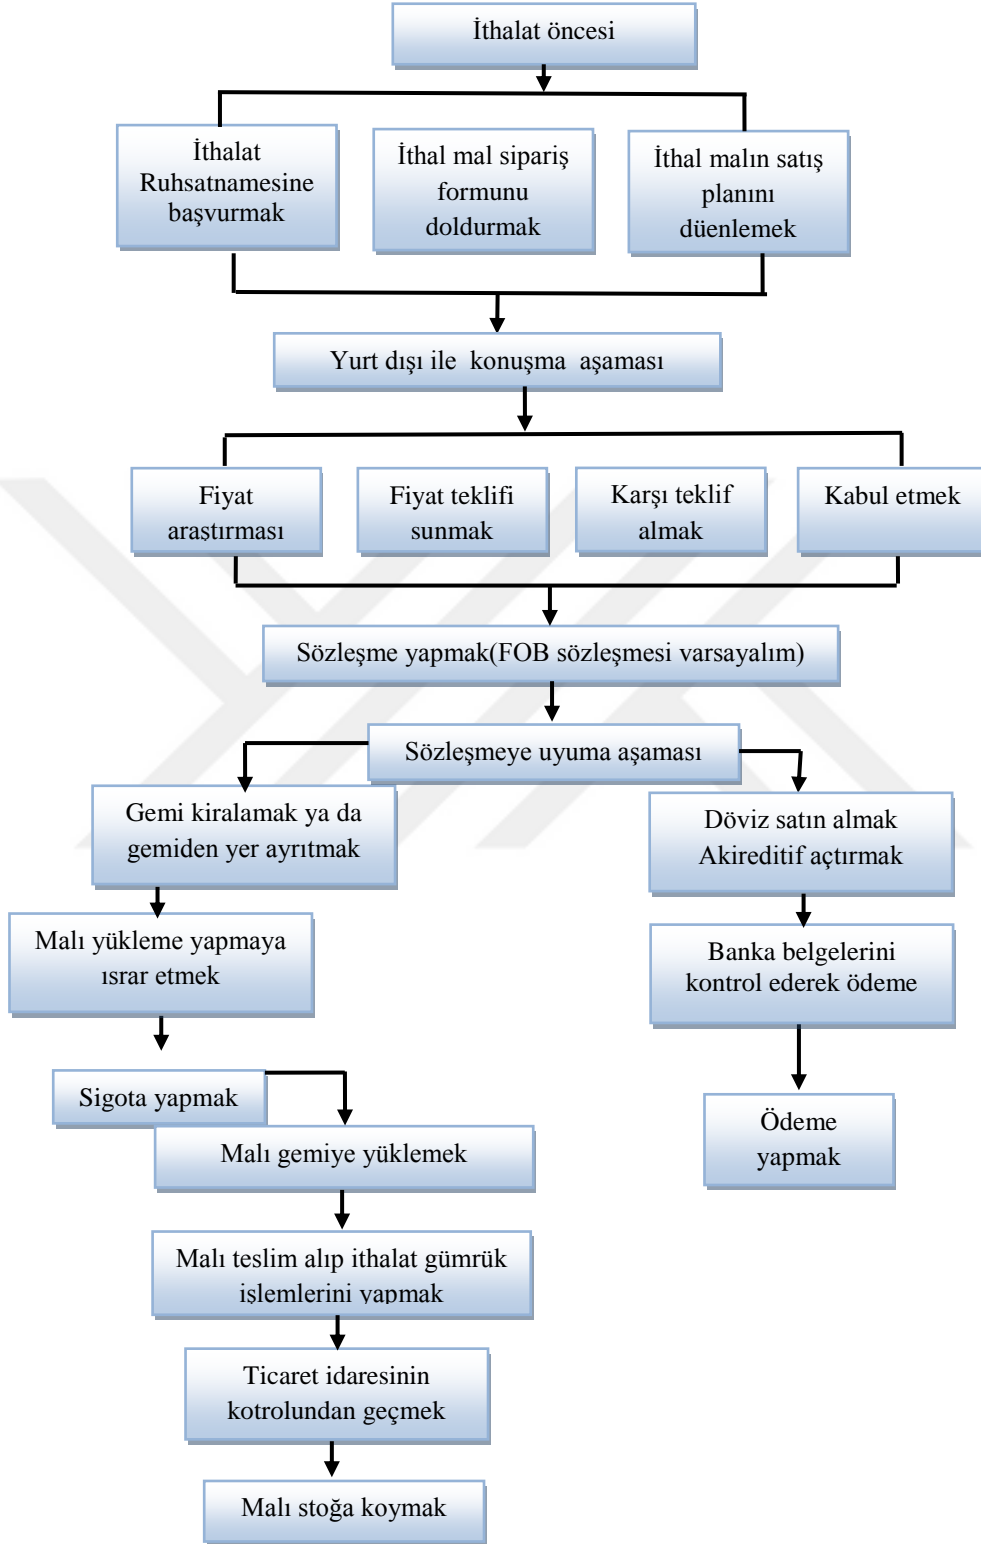 İthalat öncesi
İthalat
Ruhsatnamesine
başvurmak
İthal mal sipariş
formunu
doldurmak
İthal malın satış
planını
düenlemek
Yurt dışı ile konuşma aşaması
Fiyat
araştırması
Fiyat teklifi
sunmak
Karşı teklif
almak
Kabul etmek
Sözleşme yapmak(FOB sözleşmesi varsayalım)
Sözleşmeye uyuma aşaması
Gemi kiralamak ya da
gemiden yer ayrıtmak
Döviz satın almak
Akireditif açtırmak
Malı yükleme yapmaya
ısrar etmek
Banka belgelerini
kontrol ederek ödeme
Sigota yapmak
Malı gemiye yüklemek
Ödeme
yapmak
Malı teslim alıp ithalat gümrük
işlemlerini yapmak
Ticaret idaresinin
kotrolundan geçmek
Malı stoğa koymak